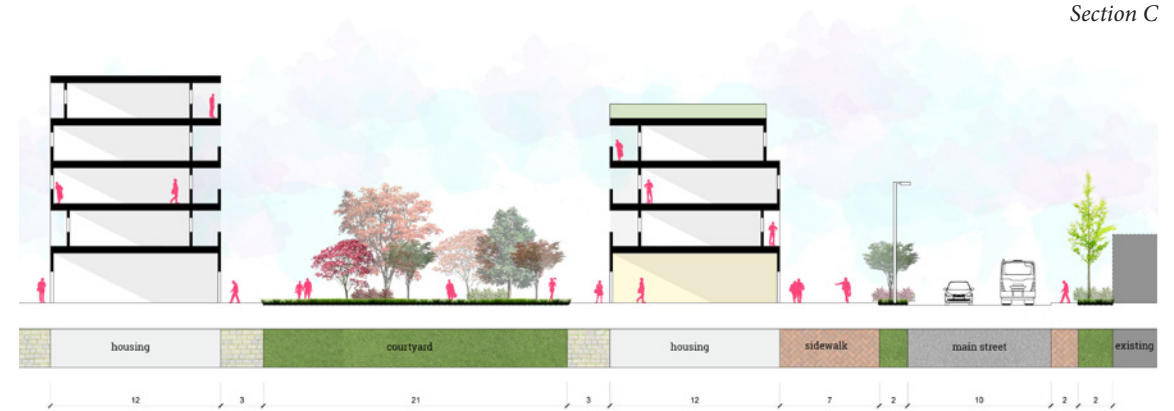 Section C
housing
courtyard
housing
sidewalk
main street
existing
12
3
21
3
12
7
2
10
2
2